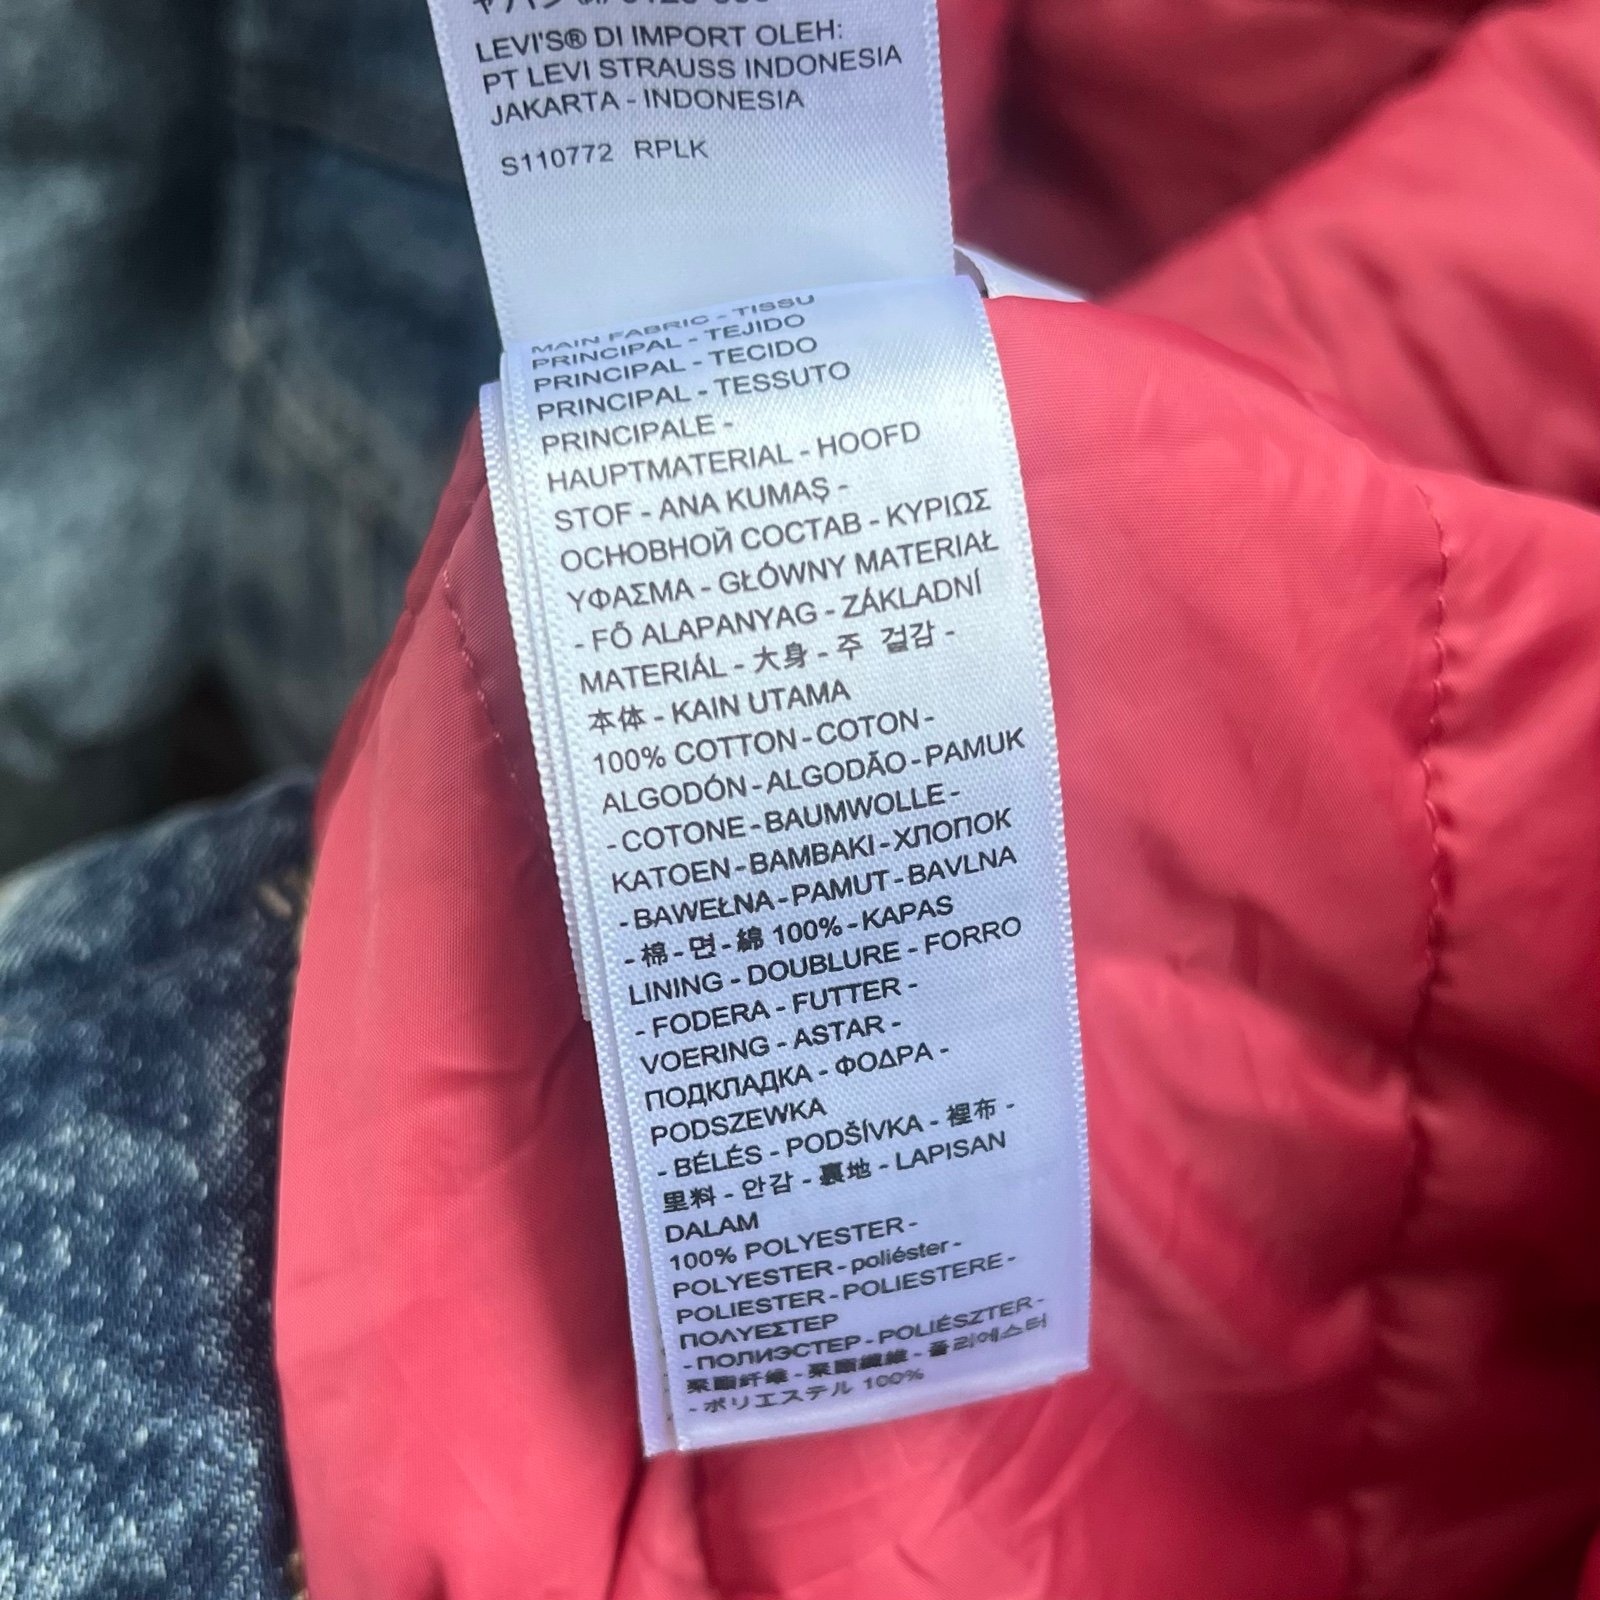 LEVI'S® DI IMPORT OLEH:
PT LEVI STRAUSS INDONESIA
JAKARTA - INDONESIA
S110772 RPLK
MAIN FABRIC - TISSU
PRINCIPAL - TEJIDO
PRINCIPAL - TECIDO
PRINCIPAL - TESSUTO
PRINCIPALE -
HAUPTMATERIAL - HOOFD
STOF - ANA KUMAŞ -
ОСНОВНОЙ СОСТАВ - ΚΥΡΙΩΣ
ΥΦΑΣΜΑ - GŁÓWNY MATERIAŁ
- FŐ ALAPANYAG - ZÁKLADNÍ
MATERIÁL - 大身 - 주 겉감 -
本体 - KAIN UTAMA
100% COTTON - COTON -
ALGODÓN - ALGODÃO - PAMUK
- COTONE - BAUMWOLLE -
KATOEN - BAMBAKI - ХЛОПОК
- BAWEŁNA - PAMUT - BAVLNA
- 棉 - 면 - 綿 100% - KAPAS
LINING - DOUBLURE - FORRO
- FODERA - FUTTER -
VOERING - ASTAR -
ПОДКЛАДКА - ΦΟΔΡΑ -
PODSZEWKA
- BÉLÉS - PODŠÍVKA - 裡布 -
里料 - 안감 - 裏地 - LAPISAN
DALAM
100% POLYESTER -
POLYESTER - poliéster -
POLIESTER - POLIESTERE -
ΠΟΛΥΕΣΤΕΡ
- ПОЛИЭСТЕР - POLIÉSZTER -
聚酯纤维 - 聚酯纖維 - 폴리에스터
- ポリエステル 100%